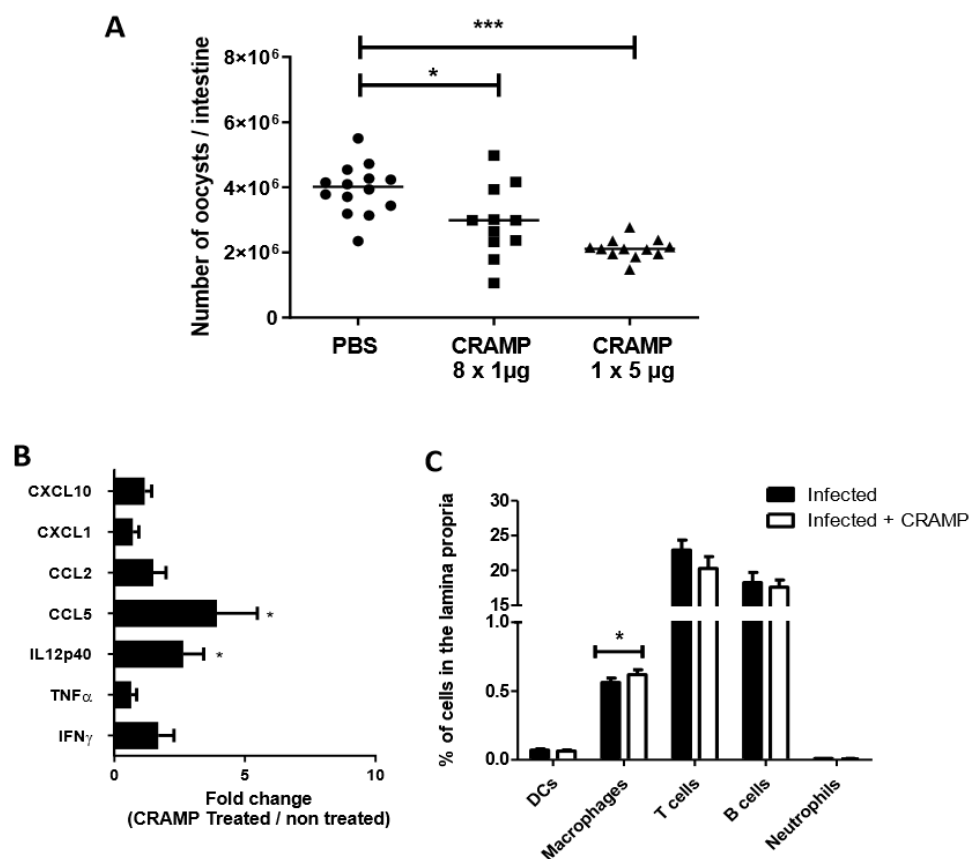 A
***
*
8×10⁶
6×10⁶
4×10⁶
2×10⁶
0
Number of oocysts / intestine
PBS
CRAMP
8 x 1µg
CRAMP
1 x 5 µg
B
CXCL10
CXCL1
CCL2
CCL5
*
IL12p40
*
TNFα
IFNγ
0
5
10
Fold change
(CRAMP Treated / non treated)
C
Infected
Infected + CRAMP
% of cells in the lamina propria
30
25
20
15
10
1.0
0.5
0.0
*
DCs
Macrophages
T cells
B cells
Neutrophils